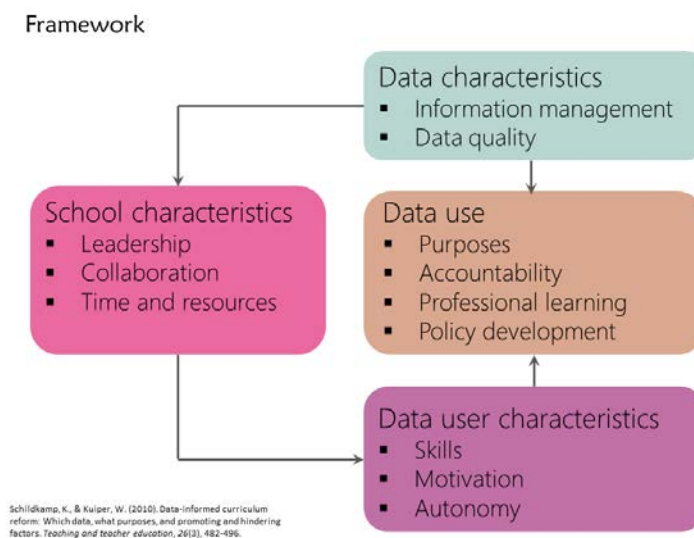 Framework
Data characteristics
▪ Information management
▪ Data quality
School characteristics
▪ Leadership
▪ Collaboration
▪ Time and resources
Data use
▪ Purposes
▪ Accountability
▪ Professional learning
▪ Policy development
Data user characteristics
▪ Skills
▪ Motivation
▪ Autonomy
Schildkamp, K., & Kuiper, W. (2010). Data-informed curriculum
reform: Which data, what purposes, and promoting and hindering
factors. Teaching and teacher education, 26(3), 482-496.